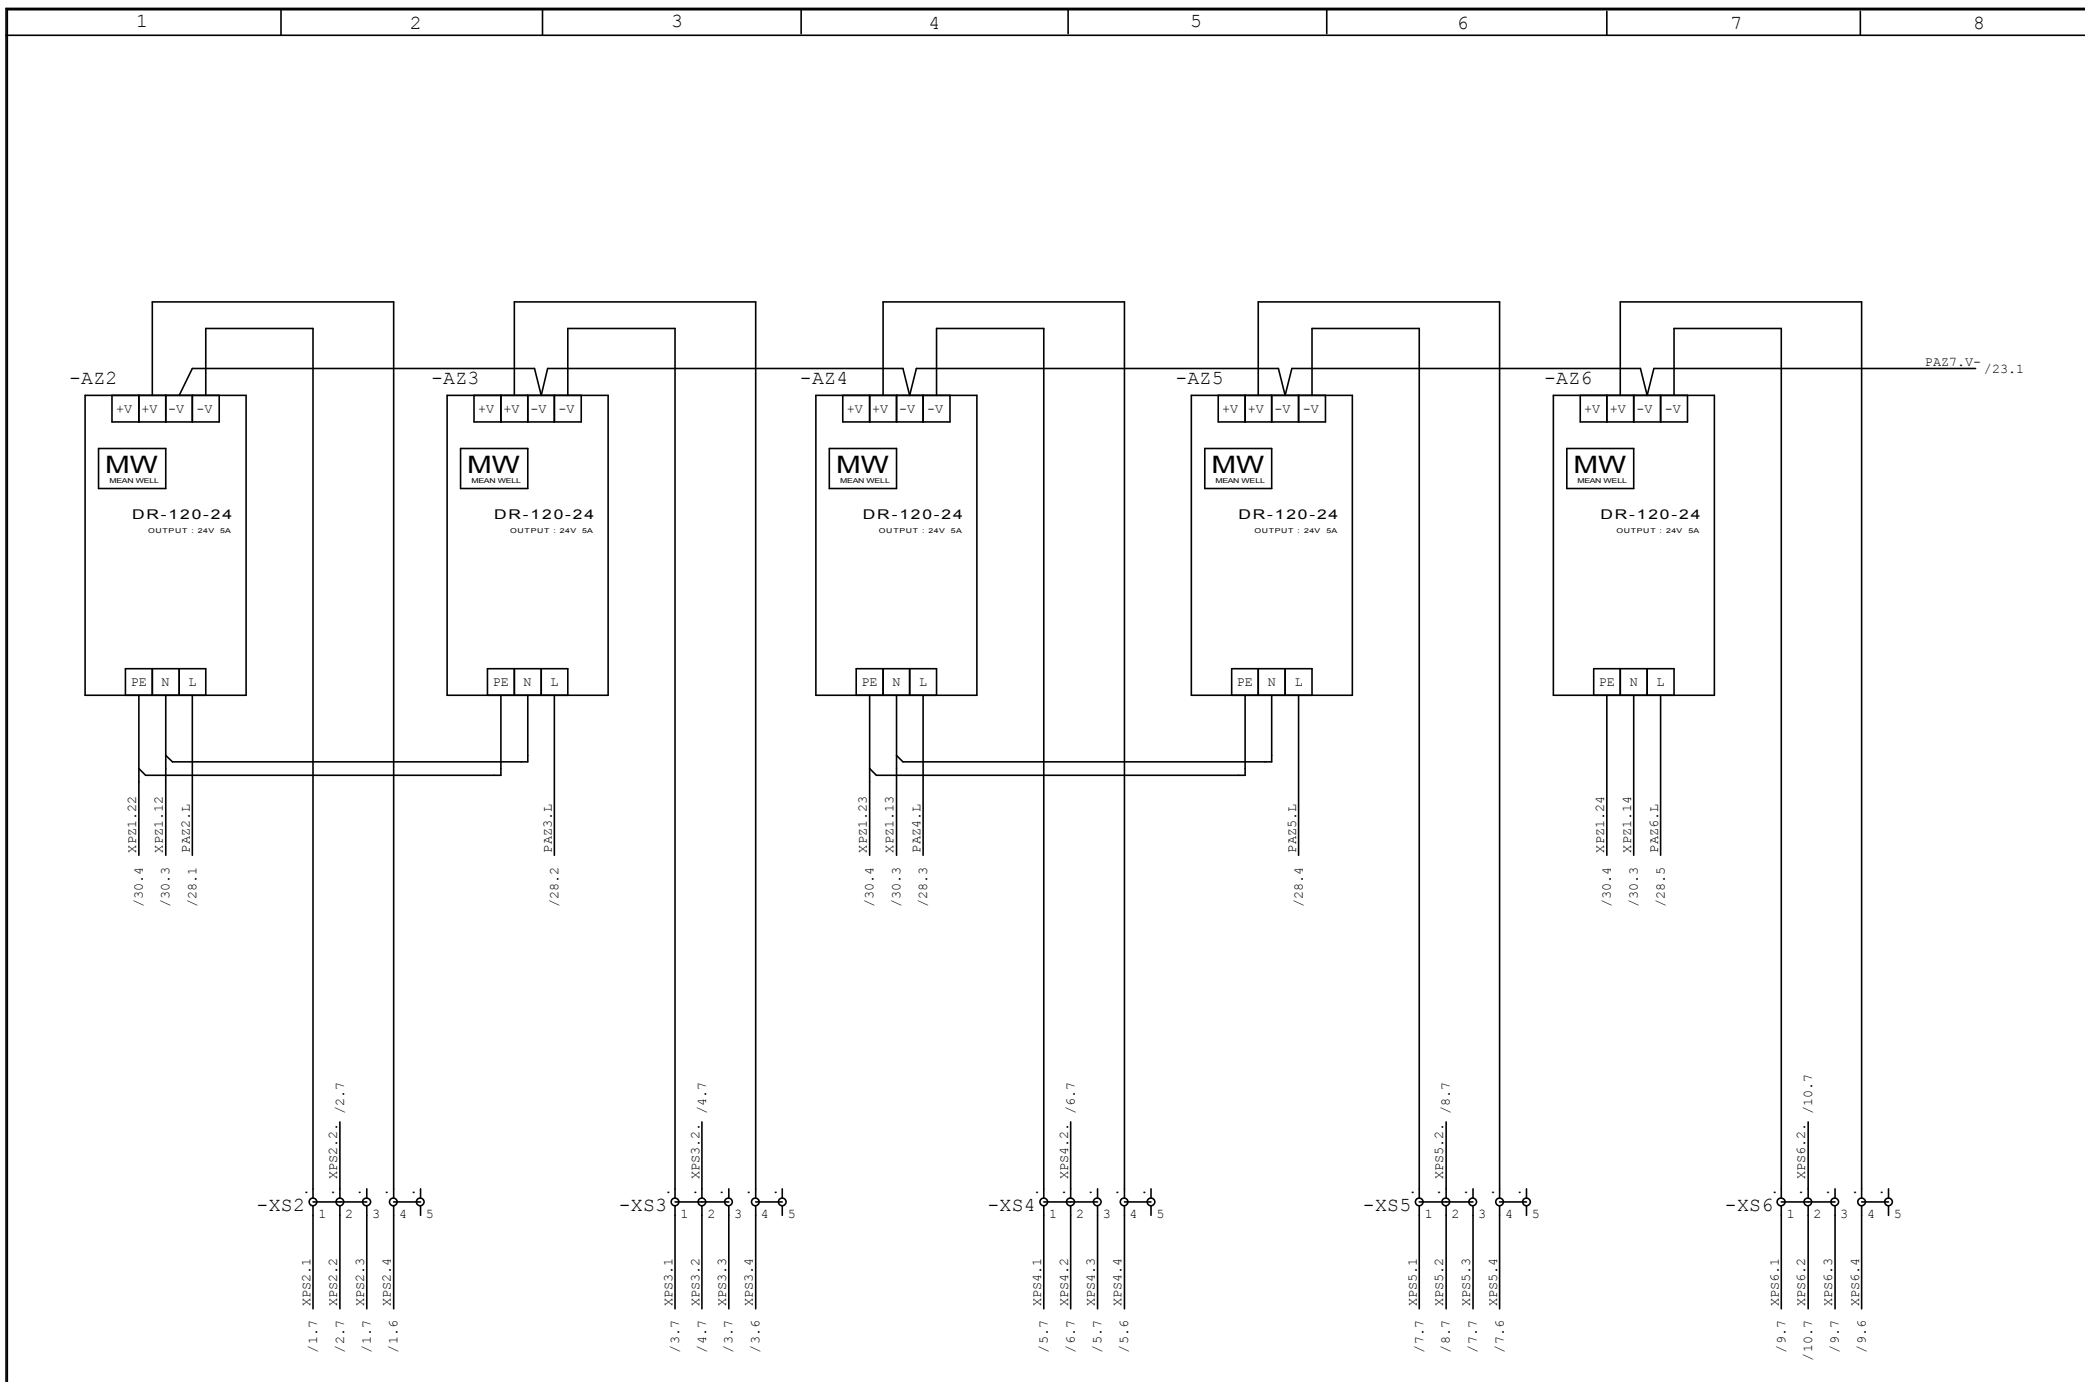 1 2 3 4 5 6 7 8
PAZ7.V- /23.1
-AZ2 -AZ3 -AZ4 -AZ5 -AZ6
+V +V -V -V +V +V -V -V +V +V -V -V +V +V -V -V +V +V -V -V
MW MW MW MW MW
MEAN WELL MEAN WELL MEAN WELL MEAN WELL MEAN WELL
DR-120-24 DR-120-24 DR-120-24 DR-120-24 DR-120-24
OUTPUT : 24V 5A OUTPUT : 24V 5A OUTPUT : 24V 5A OUTPUT : 24V 5A OUTPUT : 24V 5A
PE N L PE N L PE N L PE N L PE N L
XPZ1.22 XPZ1.12 PAZ2.L PAZ3.L XPZ1.23 XPZ1.13 PAZ4.L PAZ5.L XPZ1.24 XPZ1.14 PAZ6.L
/30.4 /30.3 /28.1 /28.2 /30.4 /30.3 /28.3 /28.4 /30.4 /30.3 /28.5
/2.7 /4.7 /6.7 /8.7 /10.7
XPS2.2. XPS3.2. XPS4.2. XPS5.2. XPS6.2.
-XS2 1 2 3 4 5 -XS3 1 2 3 4 5 -XS4 1 2 3 4 5 -XS5 1 2 3 4 5 -XS6 1 2 3 4 5
XPS2.1 XPS2.2 XPS2.3 XPS2.4 XPS3.1 XPS3.2 XPS3.3 XPS3.4 XPS4.1 XPS4.2 XPS4.3 XPS4.4 XPS5.1 XPS5.2 XPS5.3 XPS5.4 XPS6.1 XPS6.2 XPS6.3 XPS6.4
/1.7 /2.7 /1.7 /1.6 /3.7 /4.7 /3.7 /3.6 /5.7 /6.7 /5.7 /5.6 /7.7 /8.7 /7.7 /7.6 /9.7 /10.7 /9.7 /9.6